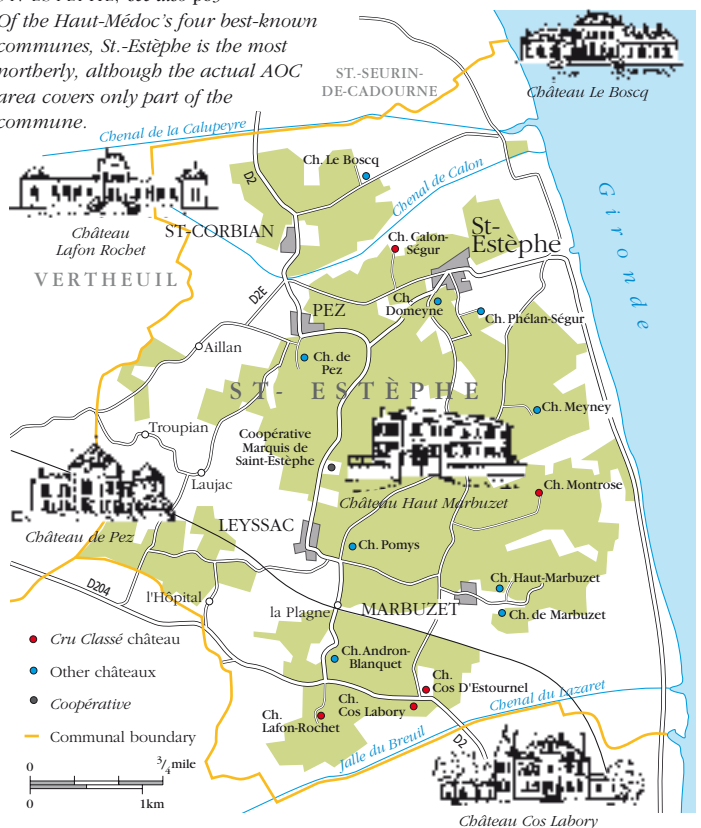 Of the Haut-Médoc's four best-known
communes, St.-Estèphe is the most
northerly, although the actual AOC
area covers only part of the
commune.
ST.-SEURIN-
DE-CADOURNE
Château Le Boscq
Chenal de la Calupeyre
Ch. Le Boscq
D2
Chenal de Calon
Château
Lafon Rochet
ST-CORBIAN
Ch. Calon-
Ségur
St-
Estèphe
Gironde
VERTHEUIL
D2E
PEZ
Ch.
Domeyne
Ch. Phélan-Ségur
Aillan
Ch. de
Pez
ST- ESTÈPHE
Ch. Meyney
Troupian
Coopérative
Marquis de
Saint-Estèphe
Laujac
Château Haut Marbuzet
Ch. Montrose
Château de Pez
LEYSSAC
Ch. Pomys
D204
l'Hôpital
la Plagne
MARBUZET
Ch. Haut-Marbuzet
Ch. de Marbuzet
Cru Classé château
Other châteaux
Coopérative
Communal boundary
Ch. Andron-
Blanquet
Ch.
Cos D'Estournel
Ch.
Cos Labory
Ch.
Lafon-Rochet
Chenal du Lazaret
Jalle du Breuil
D2
0 3/4 mile
0 1km
Château Cos Labory